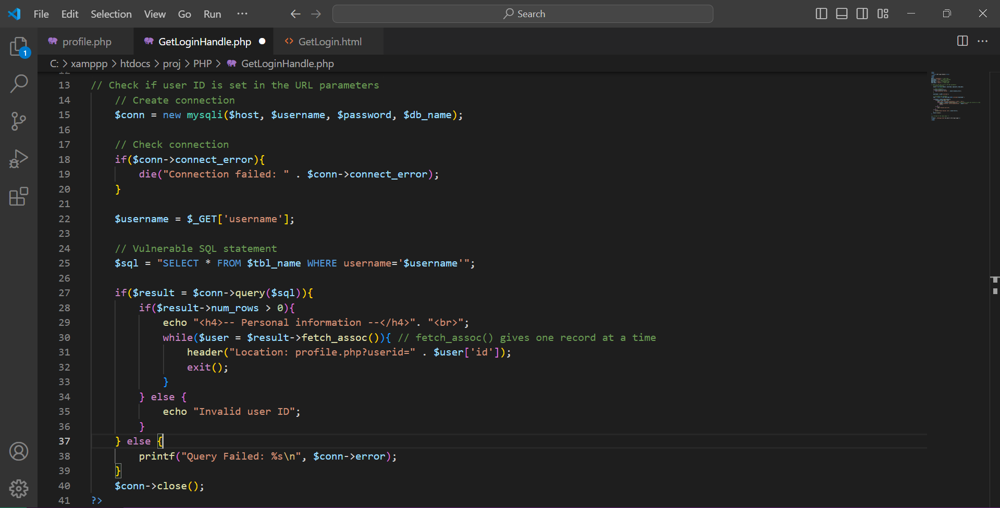 File Edit Selection View Go Run ··· Search
profile.php GetLoginHandle.php GetLogin.html
1
C: > xamppp > htdocs > proj > PHP > GetLoginHandle.php
12
13 // Check if user ID is set in the URL parameters
14 // Create connection
15 $conn = new mysqli($host, $username, $password, $db_name);
16
17 // Check connection
18 if($conn->connect_error){
19 die("Connection failed: " . $conn->connect_error);
20 }
21
22 $username = $_GET['username'];
23
24 // Vulnerable SQL statement
25 $sql = "SELECT * FROM $tbl_name WHERE username='$username'";
26
27 if($result = $conn->query($sql)){
28 if($result->num_rows > 0){
29 echo "<h4>-- Personal information --</h4>". "<br>";
30 while($user = $result->fetch_assoc()){ // fetch_assoc() gives one record at a time
31 header("Location: profile.php?userid=" . $user['id']);
32 exit();
33 }
34 } else {
35 echo "Invalid user ID";
36 }
37 } else {
38 printf("Query Failed: %s\n", $conn->error);
39 }
40 $conn->close();
41 ?>